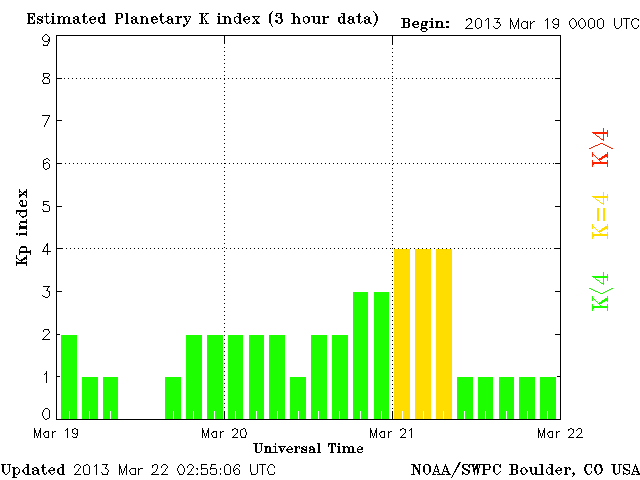 Estimated Planetary K index (3 hour data) Begin: 2013 Mar 19 0000 UTC
9
8
7
6
5
4
3
2
1
0
Kp index
K>4
K=4
K<4
Mar 19 Mar 20 Mar 21 Mar 22
Universal Time
Updated 2013 Mar 22 02:55:06 UTC NOAA/SWPC Boulder, CO USA